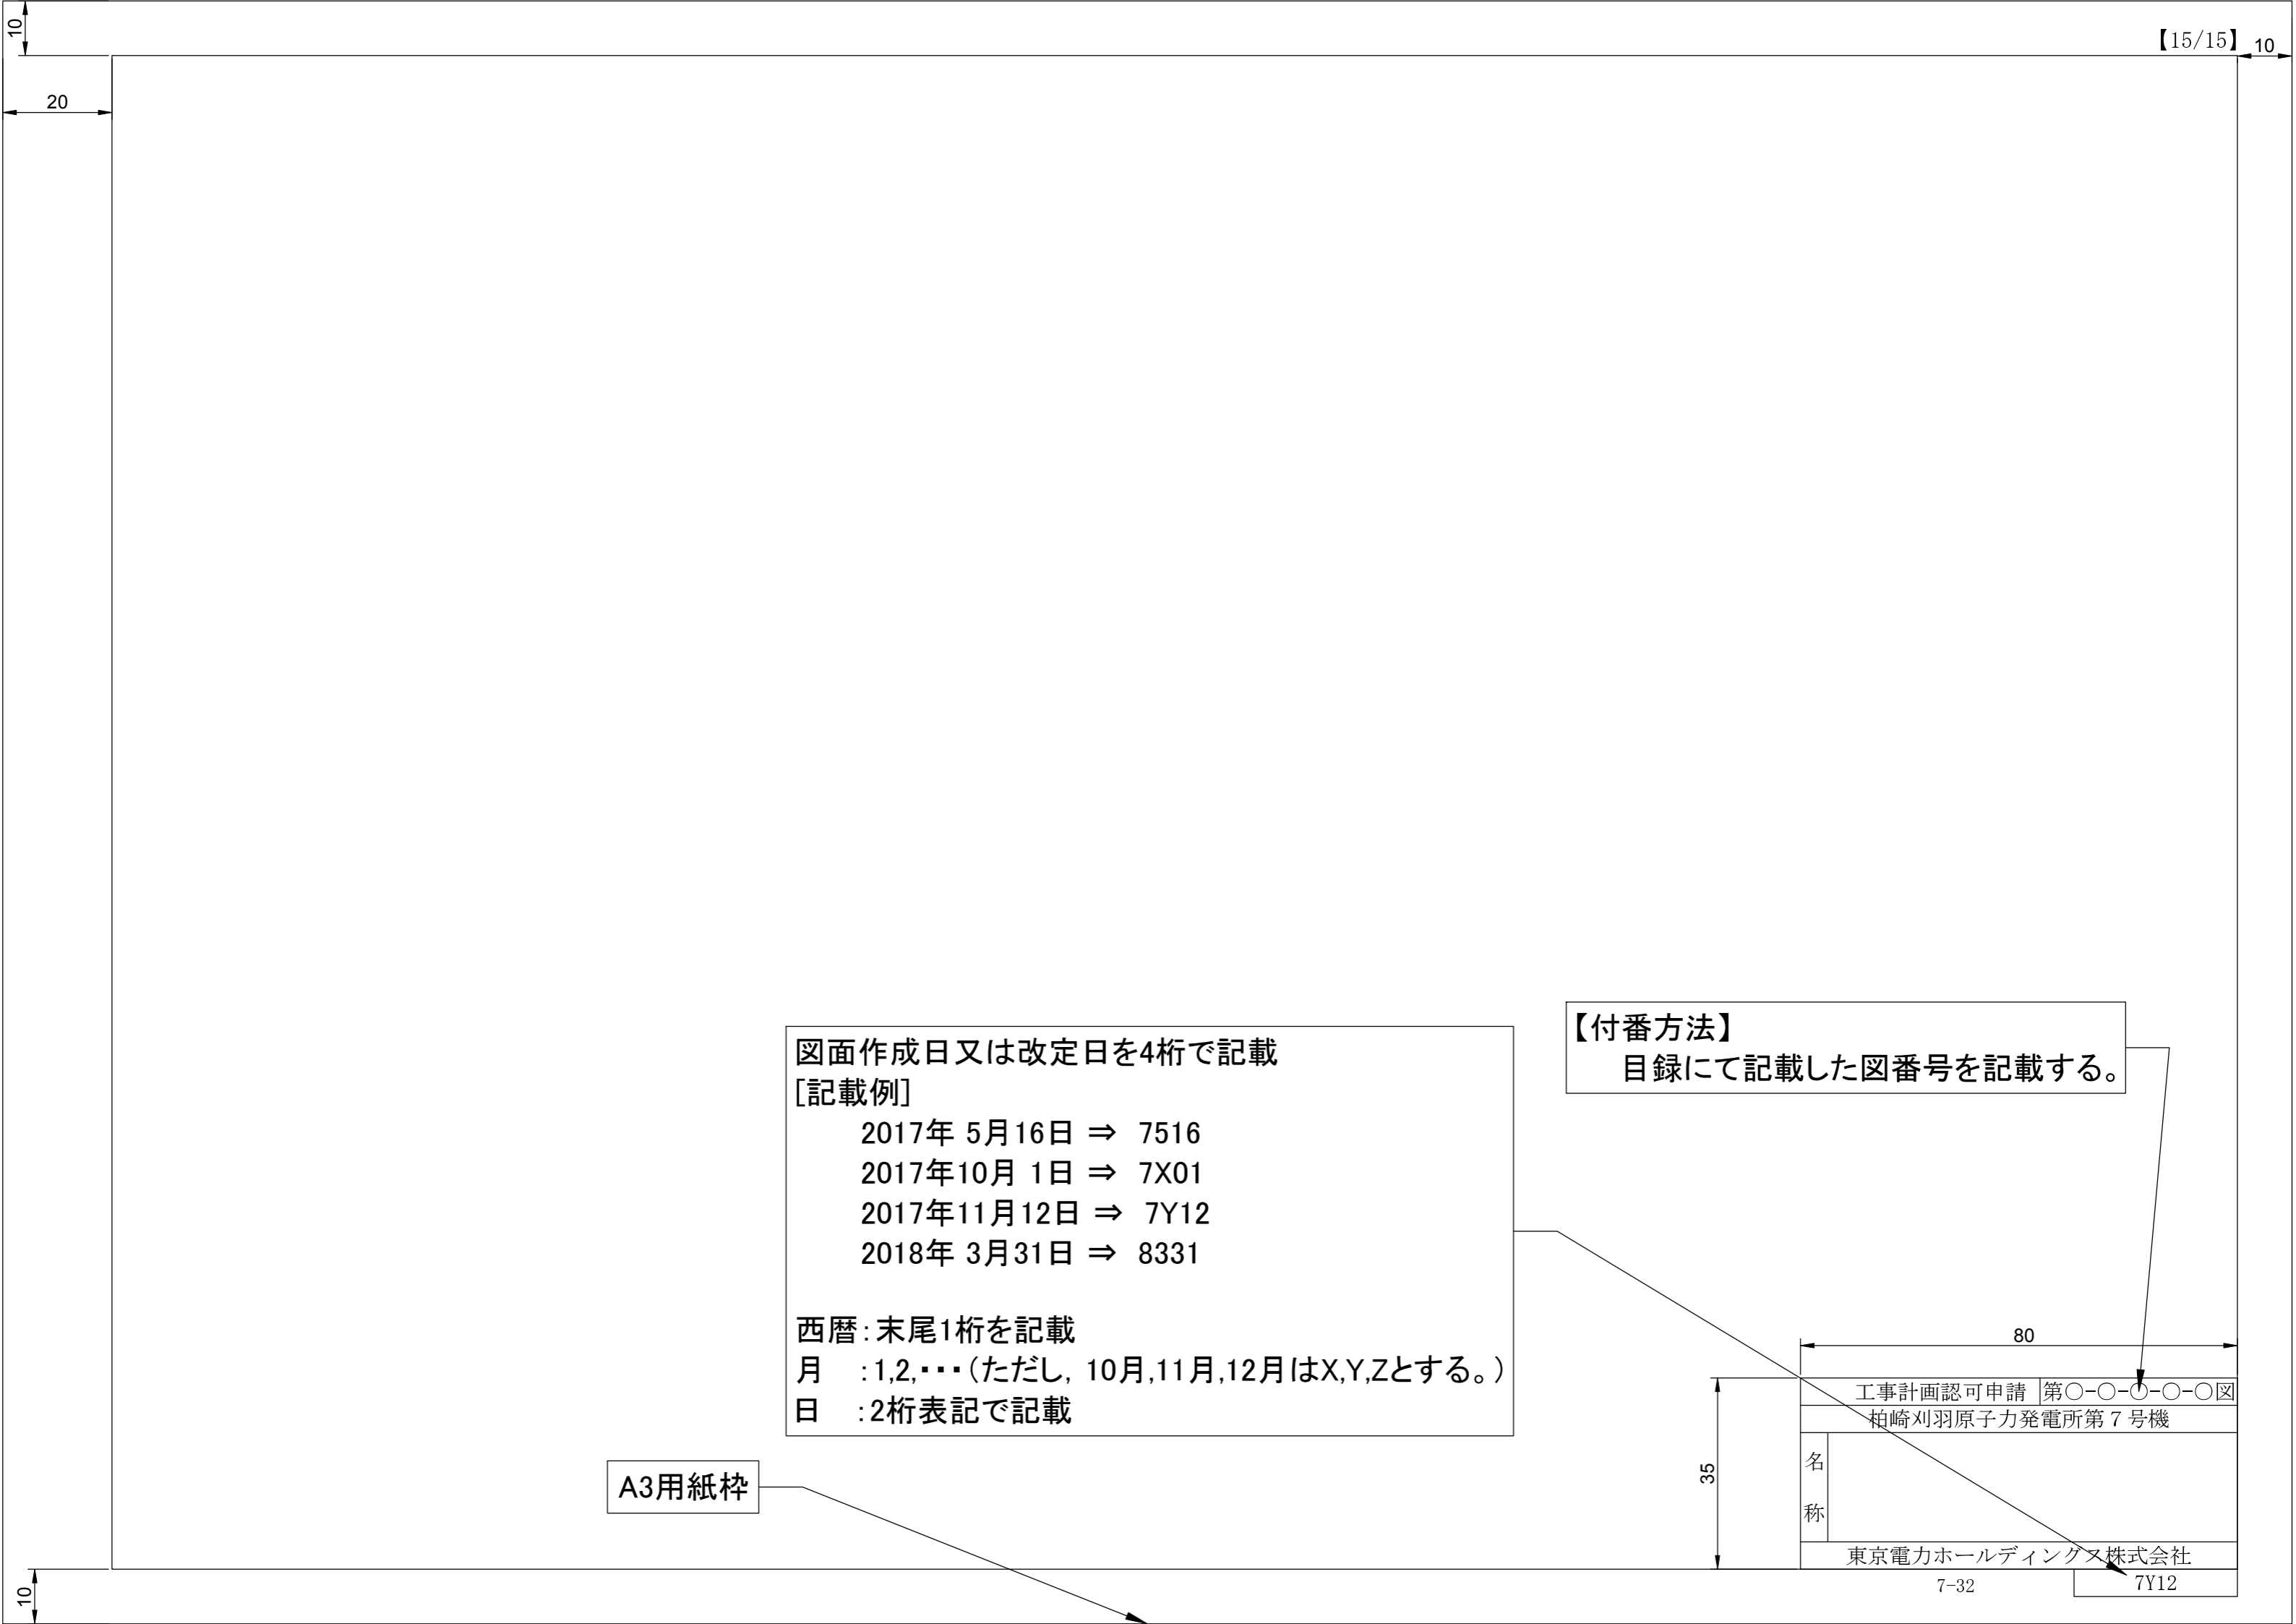 10
【15/15】
10
20
図面作成日又は改定日を4桁で記載
[記載例]
2017年 5月16日 ⇒ 7516
2017年10月 1日 ⇒ 7X01
2017年11月12日 ⇒ 7Y12
2018年 3月31日 ⇒ 8331
西暦:末尾1桁を記載
月 :1,2,・・・(ただし, 10月,11月,12月はX,Y,Zとする。)
日 :2桁表記で記載
【付番方法】
目録にて記載した図番号を記載する。
A3用紙枠
80
35
工事計画認可申請 第○-○-○-○-○図
柏崎刈羽原子力発電所第7号機
名
称
東京電力ホールディングス株式会社
7-32
7Y12
10